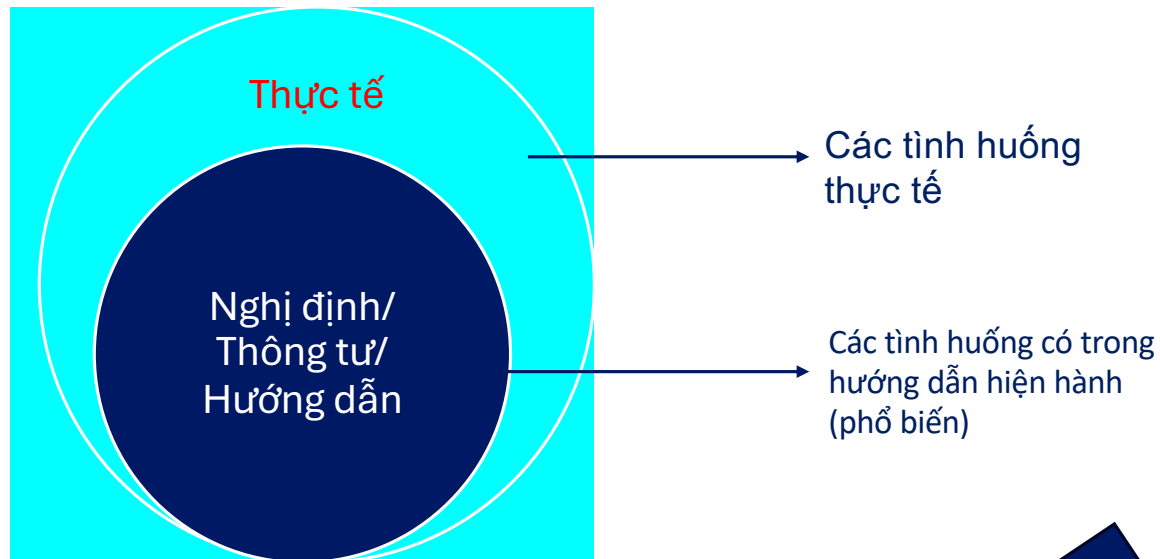 Thực tế
Các tình huống
thực tế
Nghị định/
Thông tư/
Hướng dẫn
Các tình huống có trong
hướng dẫn hiện hành
(phổ biến)